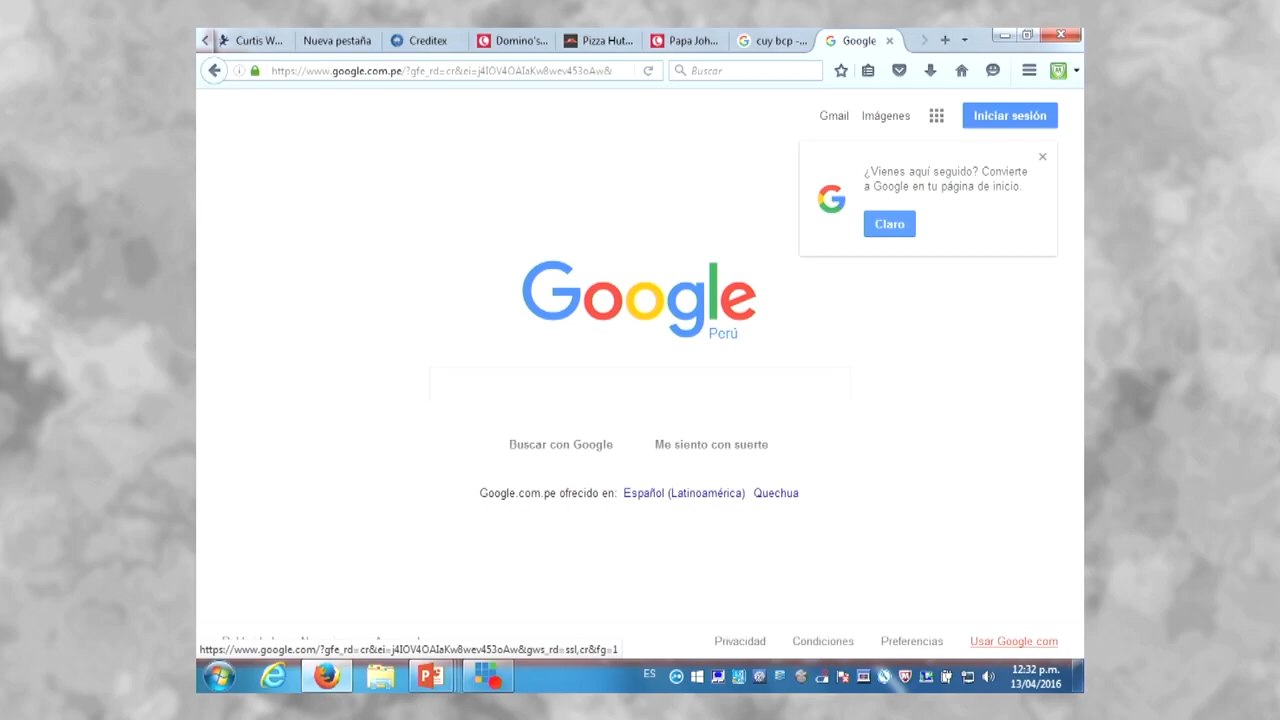 Curtis W... Nueva pestaña Creditex Domino's... Pizza Hut... Papa Joh... cuy bcp -... Google
https://www.google.com.pe/?gfe_rd=cr&ei=j4IOV4OAIaKw8wev453oAw& Buscar
Gmail Imágenes Iniciar sesión
¿Vienes aquí seguido? Convierte
a Google en tu página de inicio.
Claro
Google
Perú
Buscar con Google Me siento con suerte
Google.com.pe ofrecido en: Español (Latinoamérica) Quechua
Privacidad Condiciones Preferencias Usar Google.com
https://www.google.com/?gfe_rd=cr&ei=j4IOV4OAIaKw8wev453oAw&gws_rd=ssl,cr&fg=1
ES 12:32 p.m.
13/04/2016